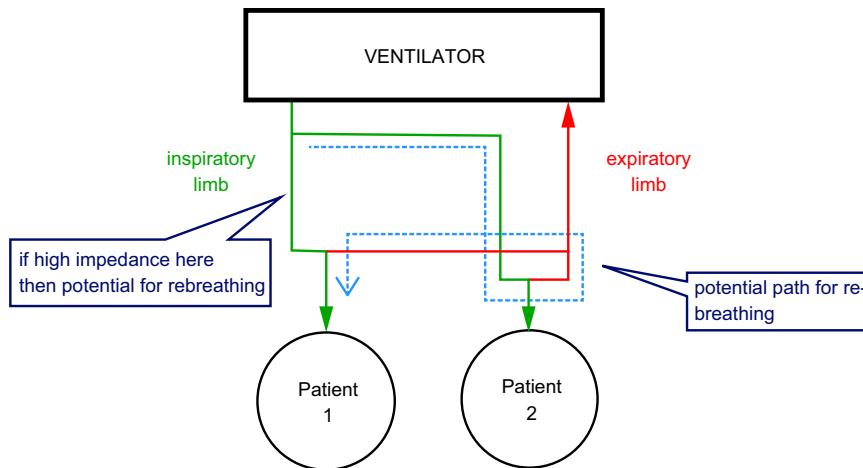 VENTILATOR
inspiratory
limb
expiratory
limb
if high impedance here
then potential for rebreathing
potential path for re-
breathing
Patient
1
Patient
2